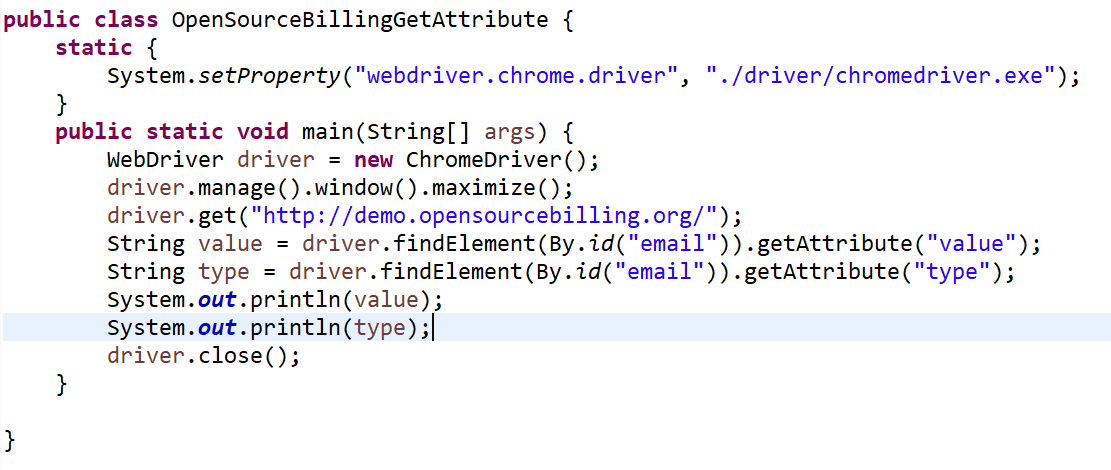 public class OpenSourceBillingGetAttribute {
static {
System.setProperty("webdriver.chrome.driver", "./driver/chromedriver.exe");
}
public static void main(String[] args) {
WebDriver driver = new ChromeDriver();
driver.manage().window().maximize();
driver.get("http://demo.opensourcebilling.org/");
String value = driver.findElement(By.id("email")).getAttribute("value");
String type = driver.findElement(By.id("email")).getAttribute("type");
System.out.println(value);
System.out.println(type);
driver.close();
}
}